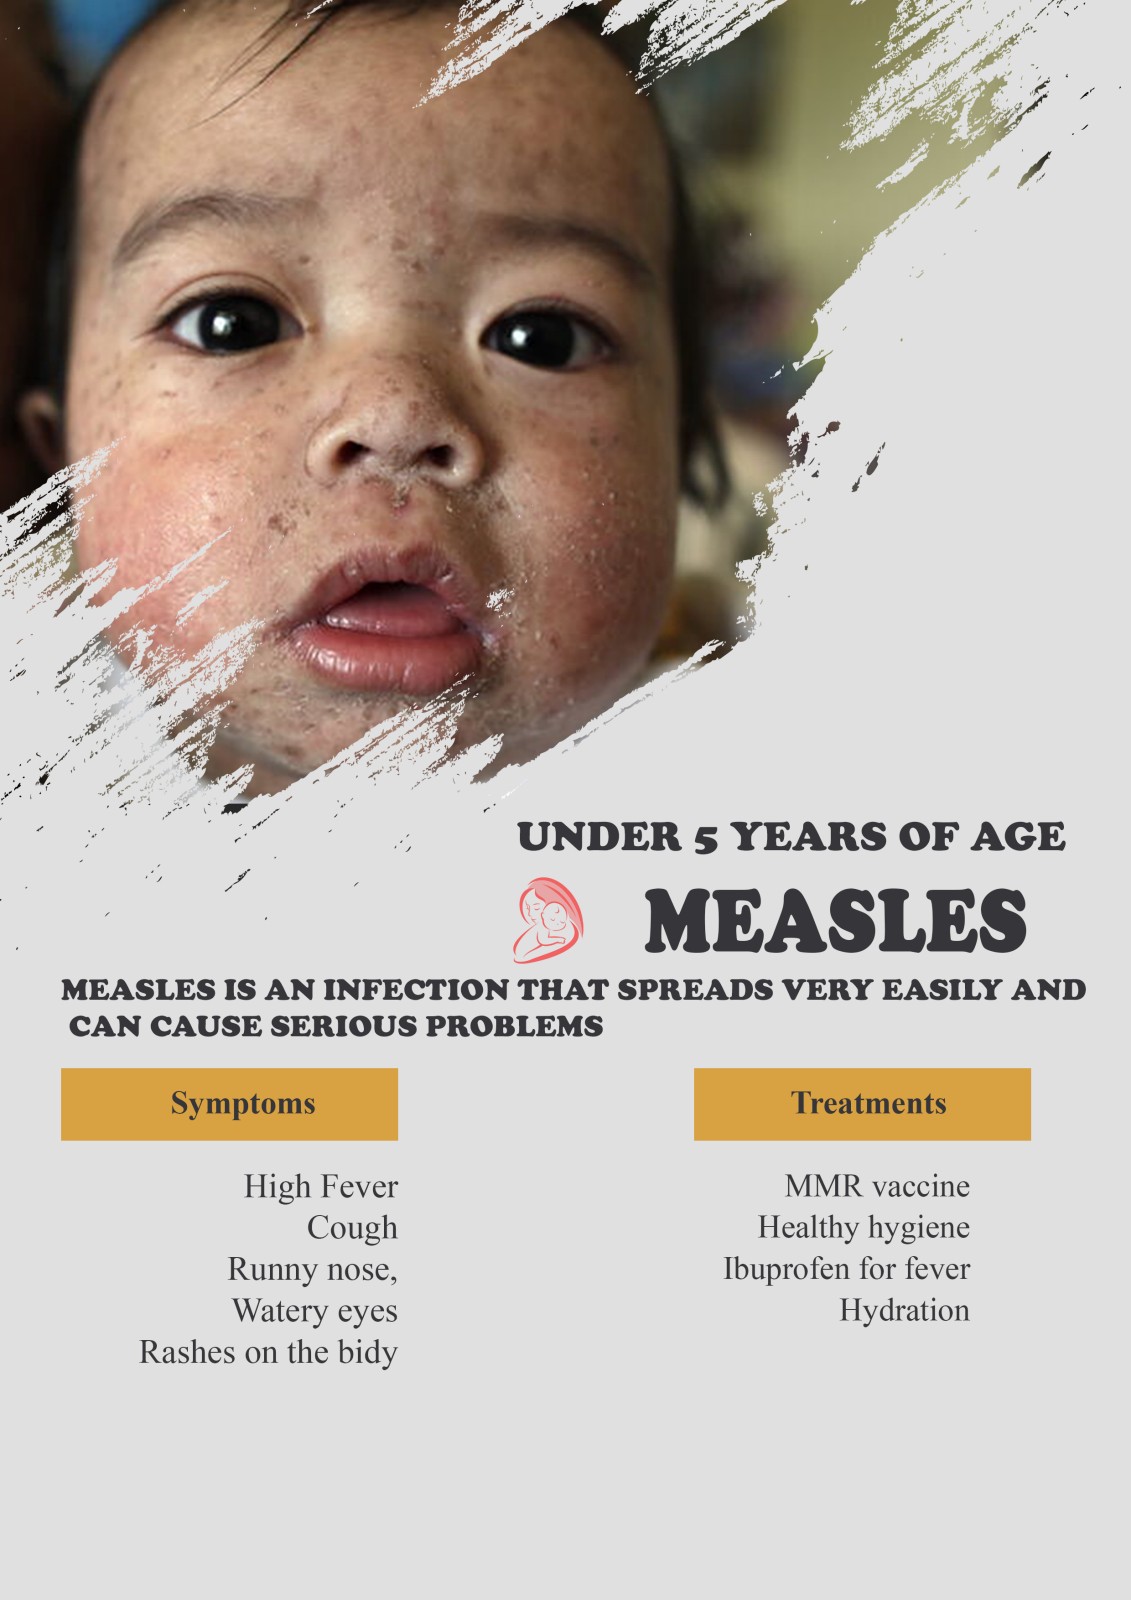 UNDER 5 YEARS OF AGE
MEASLES
MEASLES IS AN INFECTION THAT SPREADS VERY EASILY AND
CAN CAUSE SERIOUS PROBLEMS
Symptoms
High Fever
Cough
Runny nose,
Watery eyes
Rashes on the bidy
Treatments
MMR vaccine
Healthy hygiene
Ibuprofen for fever
Hydration